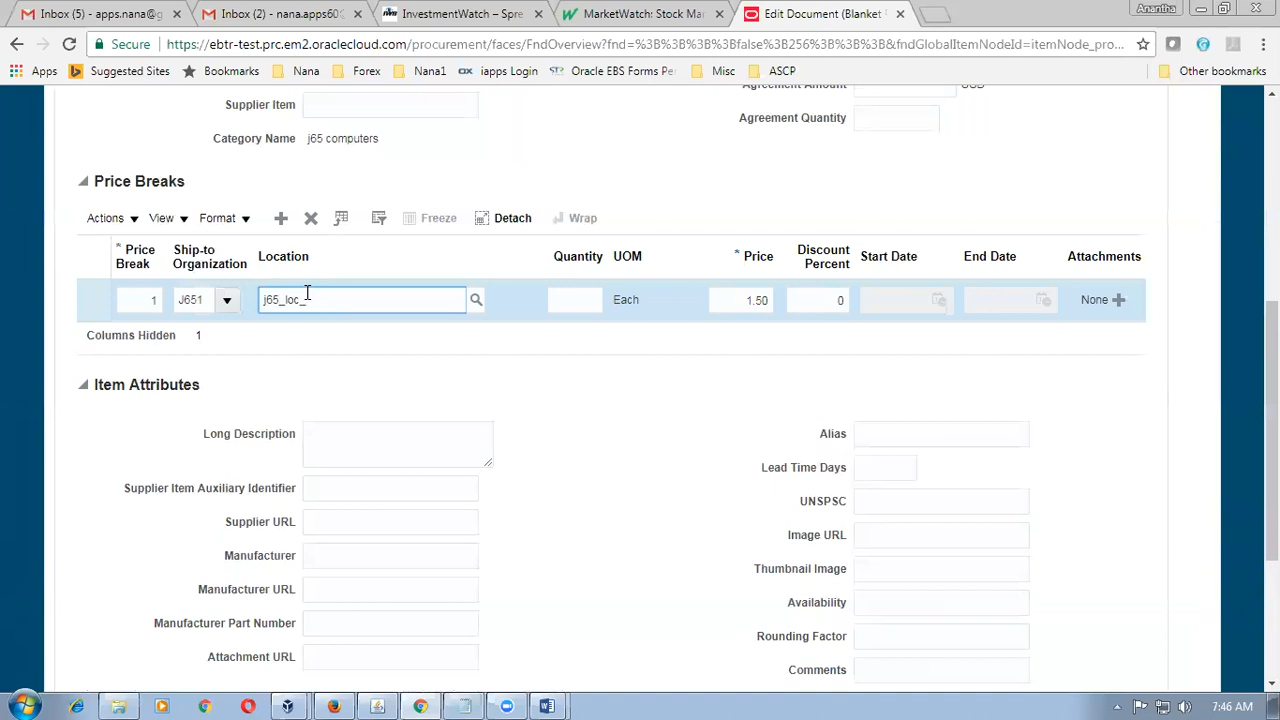 Inbox (5) - apps.nana@g
Inbox (2) - nana.apps60@
InvestmentWatch - Spre
MarketWatch: Stock Mar
Edit Document (Blanket
Anantha
Secure
https://ebtr-test.prc.em2.oraclecloud.com/procurement/faces/FndOverview?fnd=%3B%3B%3B%3Bfalse%3B256%3B%3B%3B&fndGlobalItemNodeId=itemNode_pro...
Apps
Suggested Sites
Bookmarks
Nana
Forex
Nana1
iapps Login
Oracle EBS Forms Pe
Misc
ASCP
Other bookmarks
Agreement Amount
USD
Supplier Item
Agreement Quantity
Category Name j65 computers
Price Breaks
Actions View Format Freeze Detach Wrap
* Price Break
Ship-to Organization
Location
Quantity
UOM
* Price
Discount Percent
Start Date
End Date
Attachments
1 J651 j65_loc_ Each 1.50 0 None
Columns Hidden 1
Item Attributes
Long Description
Supplier Item Auxiliary Identifier
Supplier URL
Manufacturer
Manufacturer URL
Manufacturer Part Number
Attachment URL
Alias
Lead Time Days
UNSPSC
Image URL
Thumbnail Image
Availability
Rounding Factor
Comments
7:46 AM